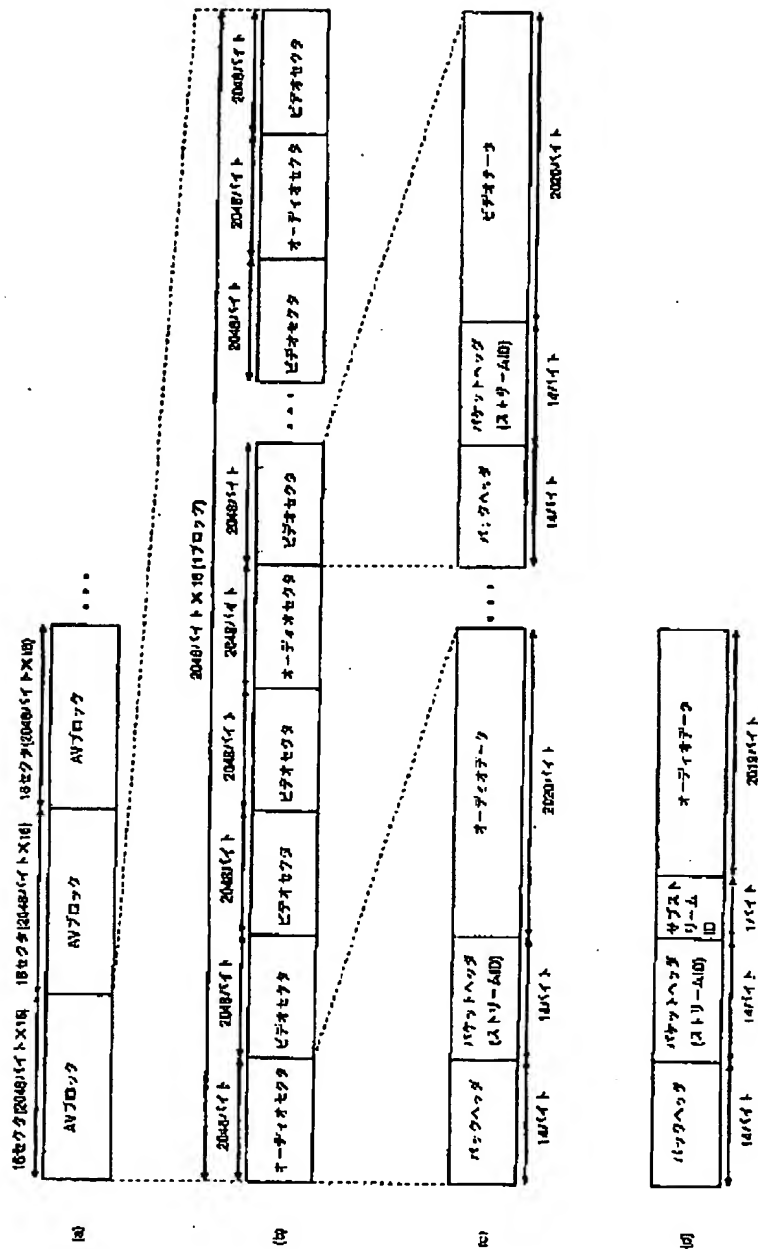 (a)
16セクタ(2048バイト×16) 16セクタ(2048バイト×16) 16セクタ(2048バイト×16)
AVブロック AVブロック AVブロック
(b)
2048バイト×16(1ブロック)
2048バイト 2048バイト 2048バイト 2048バイト 2048バイト 2048バイト 2048バイト 2048バイト 2048バイト
オーディオセクタ ビデオセクタ ビデオセクタ ビデオセクタ オーディオセクタ ビデオセクタ ビデオセクタ オーディオセクタ ビデオセクタ
(c)
パックヘッダ パケットヘッダ オーディオデータ パックヘッダ パケットヘッダ ビデオデータ
(ストリームID) (ストリームID)
14バイト 14バイト 2020バイト 14バイト 14バイト 2020バイト
(d)
パックヘッダ パケットヘッダ サブスト オーディオデータ
(ストリームID) リーム
ID
14バイト 14バイト 1バイト 2019バイト